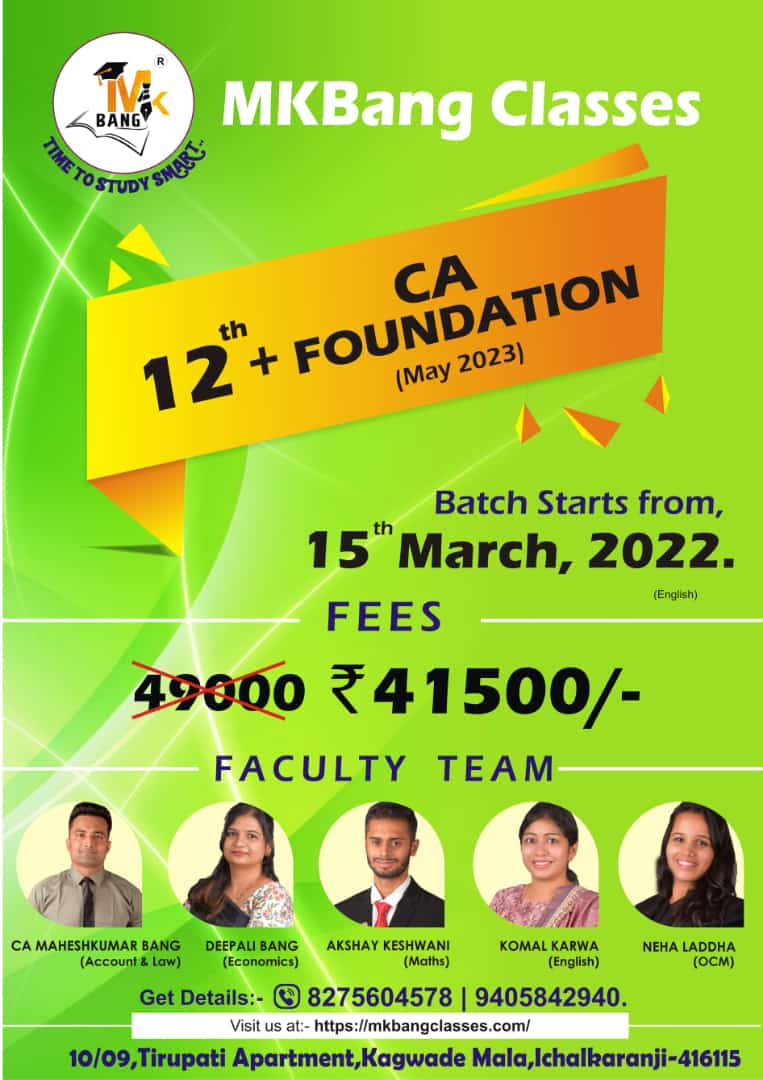 R
MK
BANG
TIME TO STUDY SMART..
MKBang Classes
CA
12th + FOUNDATION
(May 2023)
Batch Starts from,
15th March, 2022.
(English)
FEES
49000 ₹41500/-
FACULTY TEAM
CA MAHESHKUMAR BANG
(Account & Law)
DEEPALI BANG
(Economics)
AKSHAY KESHWANI
(Maths)
KOMAL KARWA
(English)
NEHA LADDHA
(OCM)
Get Details:- 8275604578 | 9405842940.
Visit us at:- https://mkbangclasses.com/
10/09,Tirupati Apartment,Kagwade Mala,Ichalkaranji-416115